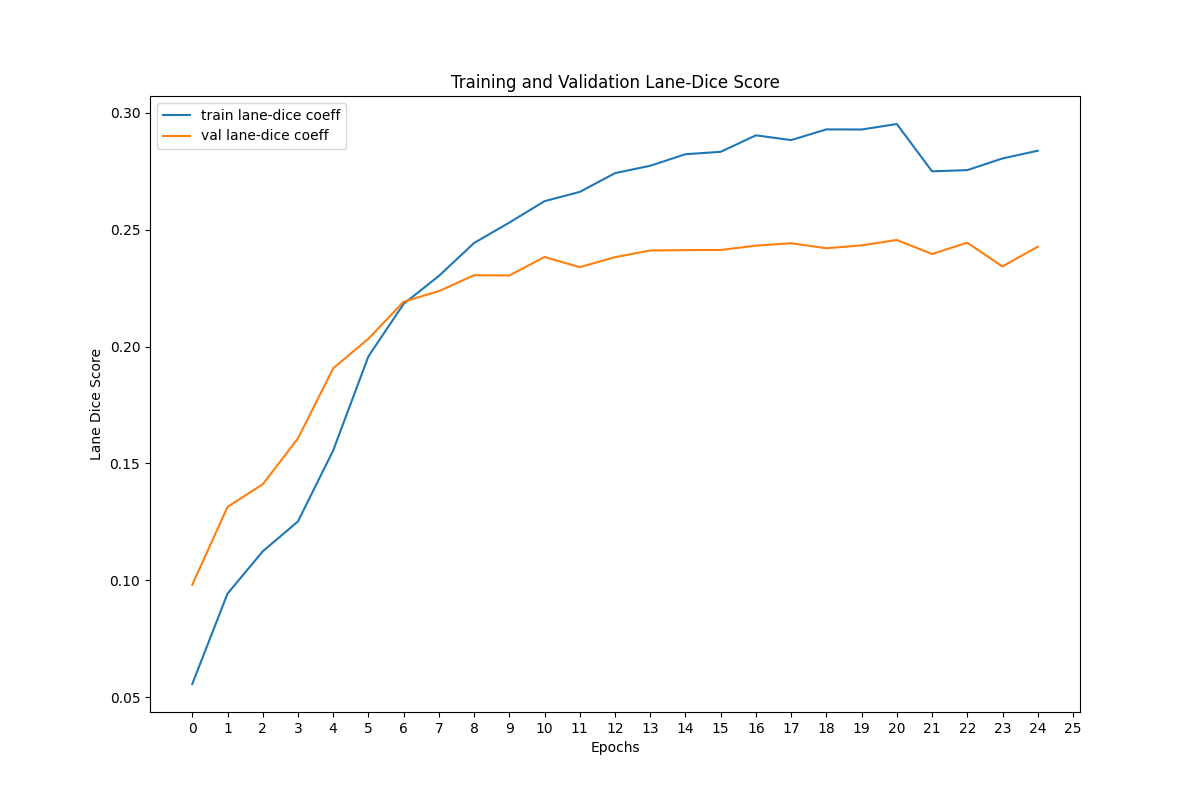 Training and Validation Lane-Dice Score
train lane-dice coeff
val lane-dice coeff
0.30
0.25
0.20
0.15
0.10
0.05
Lane Dice Score
0 1 2 3 4 5 6 7 8 9 10 11 12 13 14 15 16 17 18 19 20 21 22 23 24 25
Epochs